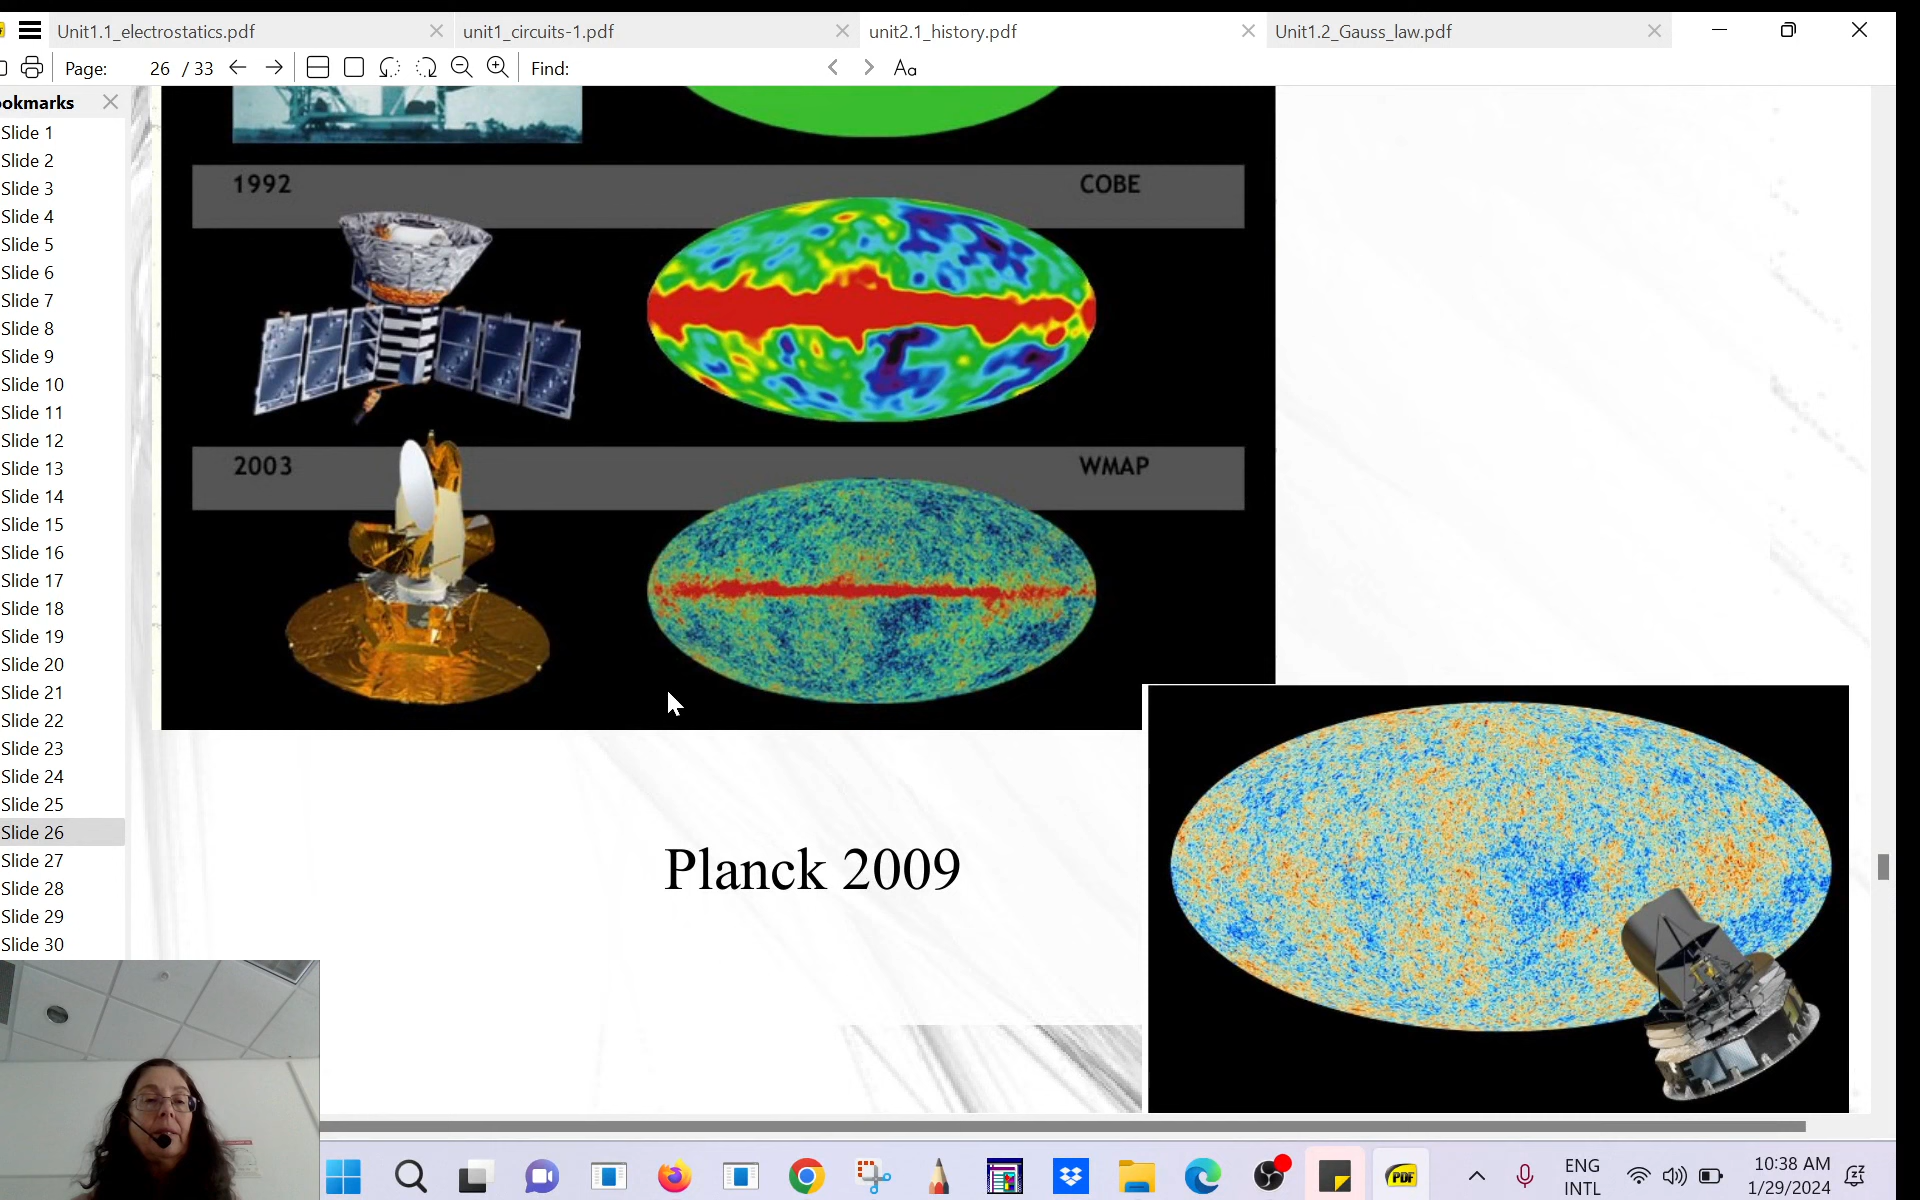 Unit1.1_electrostatics.pdf
unit1_circuits-1.pdf
unit2.1_history.pdf
Unit1.2_Gauss_law.pdf
Page: 26 / 33
Find:
Aa
ookmarks
Slide 1
Slide 2
Slide 3
Slide 4
Slide 5
Slide 6
Slide 7
Slide 8
Slide 9
Slide 10
Slide 11
Slide 12
Slide 13
Slide 14
Slide 15
Slide 16
Slide 17
Slide 18
Slide 19
Slide 20
Slide 21
Slide 22
Slide 23
Slide 24
Slide 25
Slide 26
Slide 27
Slide 28
Slide 29
Slide 30
1992 COBE
2003 WMAP
Planck 2009
PDF
ENG
INTL
10:38 AM
1/29/2024